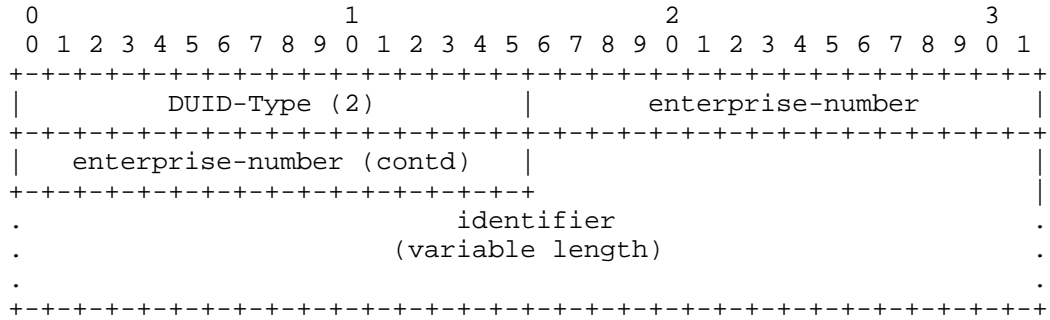 0                   1                   2                   3
 0 1 2 3 4 5 6 7 8 9 0 1 2 3 4 5 6 7 8 9 0 1 2 3 4 5 6 7 8 9 0 1
+-+-+-+-+-+-+-+-+-+-+-+-+-+-+-+-+-+-+-+-+-+-+-+-+-+-+-+-+-+-+-+-+
|         DUID-Type (2)         |       enterprise-number       |
+-+-+-+-+-+-+-+-+-+-+-+-+-+-+-+-+-+-+-+-+-+-+-+-+-+-+-+-+-+-+-+-+
|   enterprise-number (contd)   |                               |
+-+-+-+-+-+-+-+-+-+-+-+-+-+-+-+-+                               |
.                           identifier                          .
.                       (variable length)                       .
.                                                               .
+-+-+-+-+-+-+-+-+-+-+-+-+-+-+-+-+-+-+-+-+-+-+-+-+-+-+-+-+-+-+-+-+